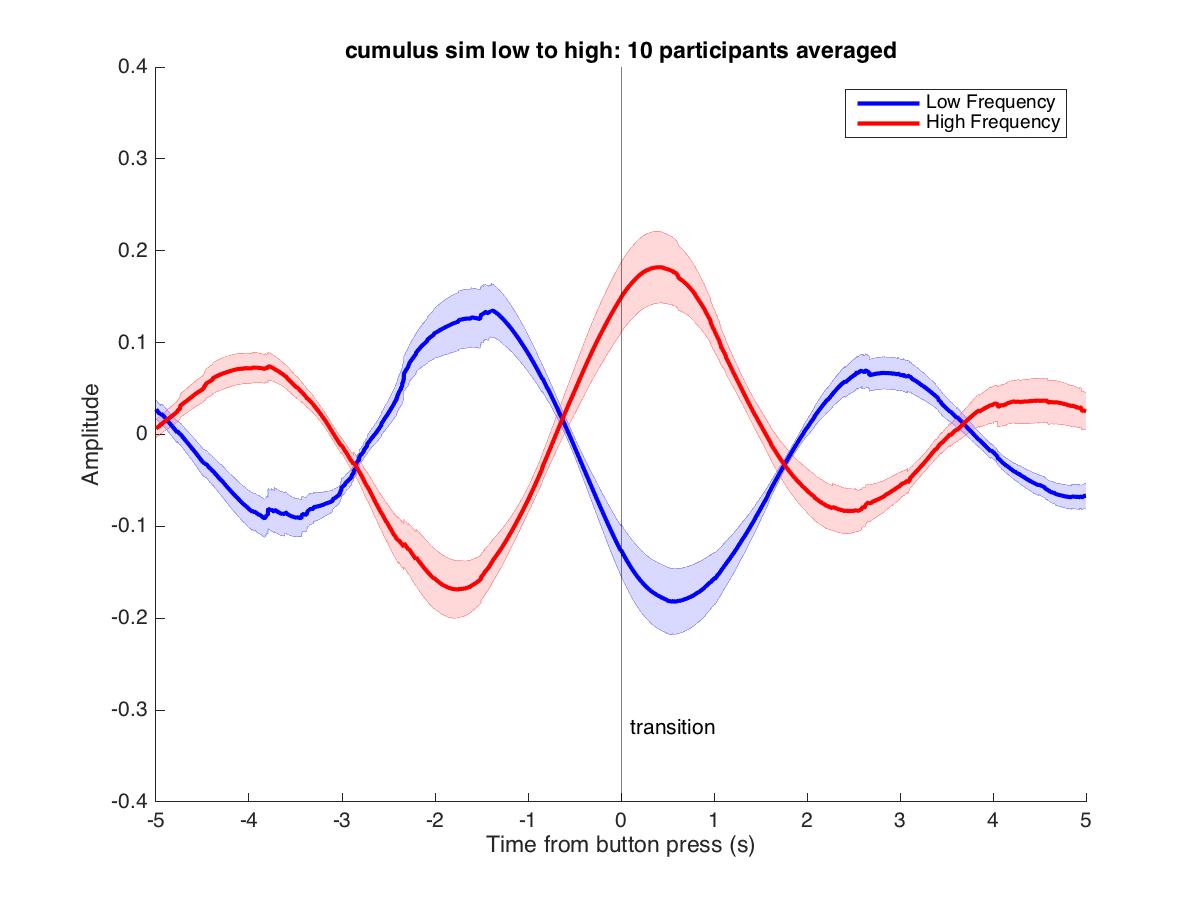 cumulus sim low to high: 10 participants averaged
0.4
0.3
0.2
0.1
0
-0.1
-0.2
-0.3
-0.4
Amplitude
Low Frequency
High Frequency
transition
-5 -4 -3 -2 -1 0 1 2 3 4 5
Time from button press (s)